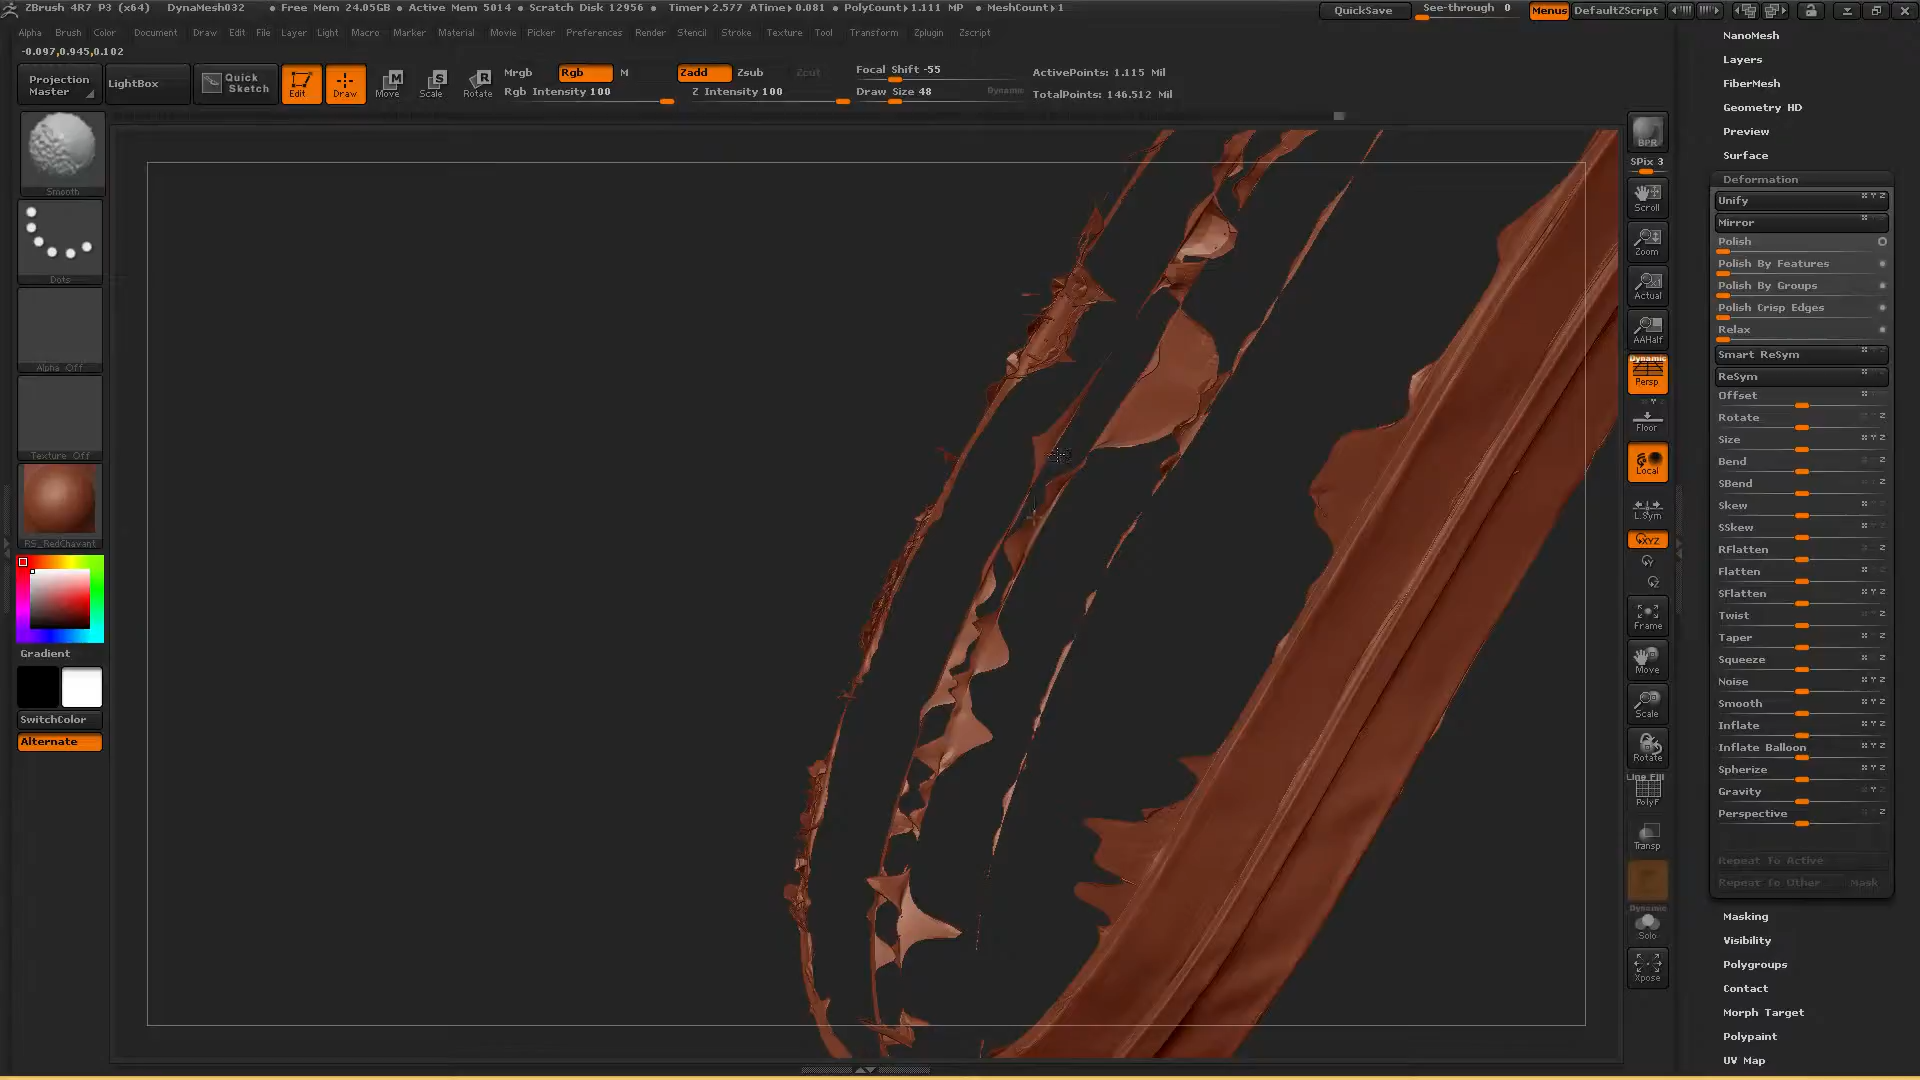 ZBrush 4R7 P3 (x64) DynaMesh032 • Free Mem 24.05GB • Active Mem 5014 • Scratch Disk 12956 • Timer▸2.577 ATime▸0.081 • PolyCount▸1.111 MP • MeshCount▸1
QuickSave
See-through 0
Menus
DefaultZScript
Alpha Brush Color Document Draw Edit File Layer Light Macro Marker Material Movie Picker Preferences Render Stencil Stroke Texture Tool Transform Zplugin Zscript
-0.097,0.945,0.102
Projection Master
LightBox
Quick Sketch
Edit
Draw
Move
Scale
Rotate
Mrgb Rgb M
Rgb Intensity 100
Zadd Zsub Zcut
Z Intensity 100
Focal Shift -55
Draw Size 48
Dynamic
ActivePoints: 1.115 Mil
TotalPoints: 146.512 Mil
Smooth
Dots
Alpha Off
Texture Off
RS_RedChavant
Gradient
SwitchColor
Alternate
BPR
SPix 3
Scroll
Zoom
Actual
AAHalf
Dynamic
Persp
Floor
Local
L.Sym
XYZ
Frame
Move
Scale
Rotate
Line Fill
PolyF
Transp
Dynamic
Solo
Xpose
NanoMesh
Layers
FiberMesh
Geometry HD
Preview
Surface
Deformation
Unify
Mirror
Polish
Polish By Features
Polish By Groups
Polish Crisp Edges
Relax
Smart ReSym
ReSym
Offset
Rotate
Size
Bend
SBend
Skew
SSkew
RFlatten
Flatten
SFlatten
Twist
Taper
Squeeze
Noise
Smooth
Inflate
Inflate Balloon
Spherize
Gravity
Perspective
Repeat To Active
Repeat To Other Mask
Masking
Visibility
Polygroups
Contact
Morph Target
Polypaint
UV Map